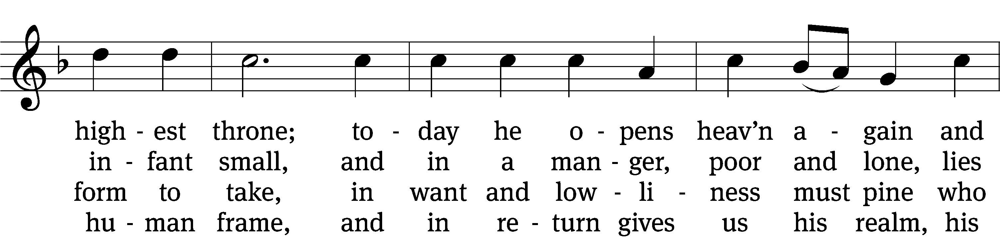 high - est throne; to - day he o - pens heav’n a - gain and
in - fant small, and in a man - ger, poor and lone, lies
form to take, in want and low - li - ness must pine who
hu - man frame, and in re - turn gives us his realm, his